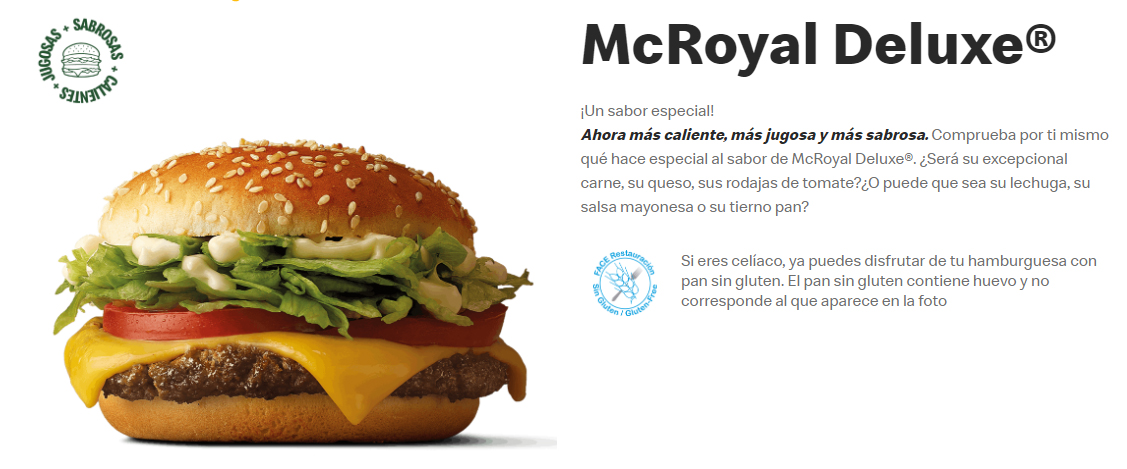 JUGOSAS + SABROSAS + CALIENTES +
McRoyal Deluxe®
¡Un sabor especial!
Ahora más caliente, más jugosa y más sabrosa. Comprueba por ti mismo
qué hace especial al sabor de McRoyal Deluxe®. ¿Será su excepcional
carne, su queso, sus rodajas de tomate?¿O puede que sea su lechuga, su
salsa mayonesa o su tierno pan?
FACE Restauración
Sin Gluten / Gluten-Free
Si eres celíaco, ya puedes disfrutar de tu hamburguesa con
pan sin gluten. El pan sin gluten contiene huevo y no
corresponde al que aparece en la foto